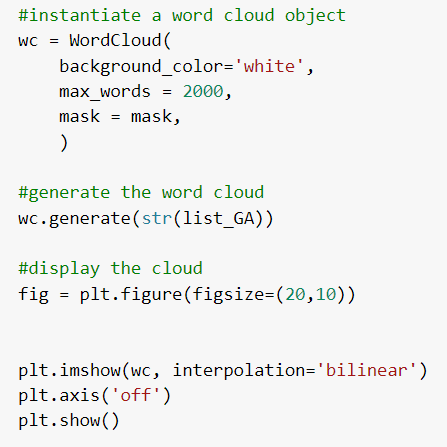 #instantiate a word cloud object
wc = WordCloud(
    background_color='white',
    max_words = 2000,
    mask = mask,
    )
#generate the word cloud
wc.generate(str(list_GA))
#display the cloud
fig = plt.figure(figsize=(20,10))
plt.imshow(wc, interpolation='bilinear')
plt.axis('off')
plt.show()